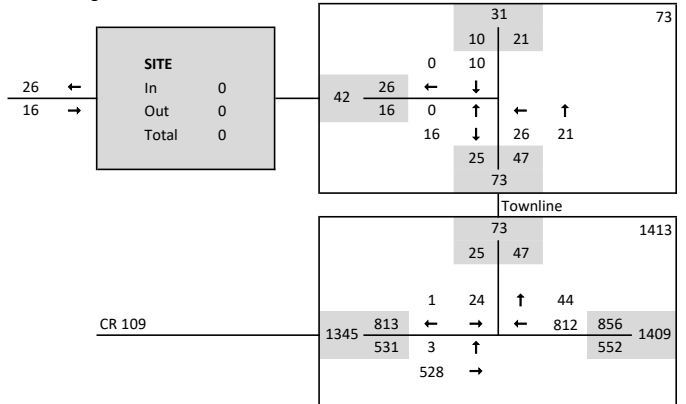 31 73
10 21
SITE 0 10
26 ← In 0 42 26 ← ↓
16 → Out 0 16 0 ↑ ← ↑
Total 0 16 ↓ 26 21
25 47
73
Townline
73 1413
25 47
1 24 ↑ 44
CR 109 1345 813 ← → ← 812 856 1409
531 3 ↑ 552
528 →